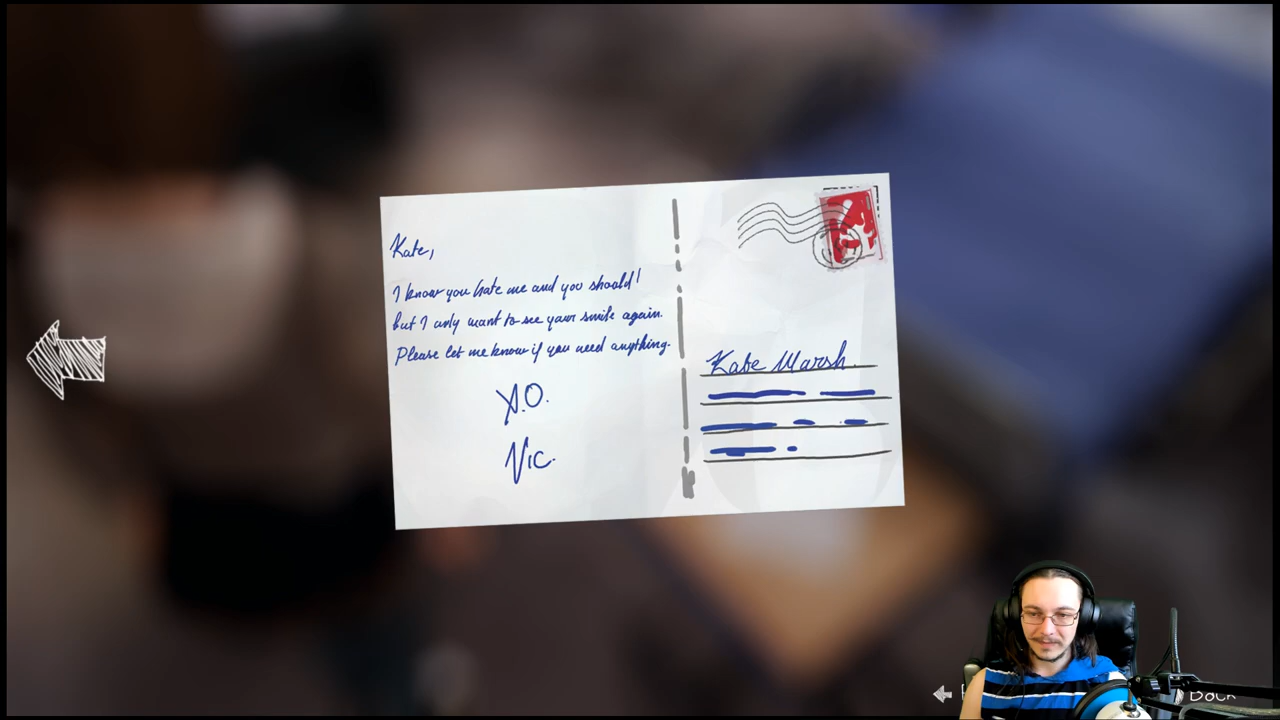 Kate,
I know you hate me and you should!
but I only want to see your smile again.
Please let me know if you need anything.
X.O.
Vic.
Kate Marsh.
Back